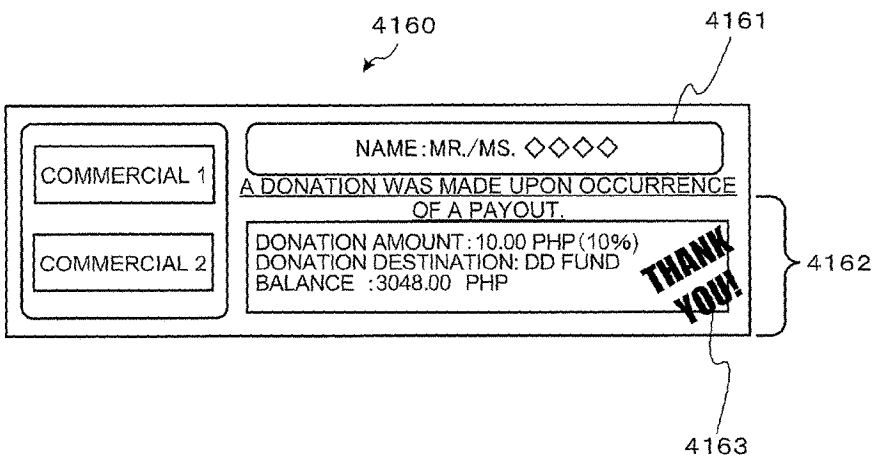 4160
4161
COMMERCIAL 1
COMMERCIAL 2
NAME:MR./MS. ◇◇◇◇
A DONATION WAS MADE UPON OCCURRENCE
OF A PAYOUT.
DONATION AMOUNT:10.00 PHP(10%)
DONATION DESTINATION: DD FUND
BALANCE :3048.00 PHP
THANK
YOU!
4162
4163